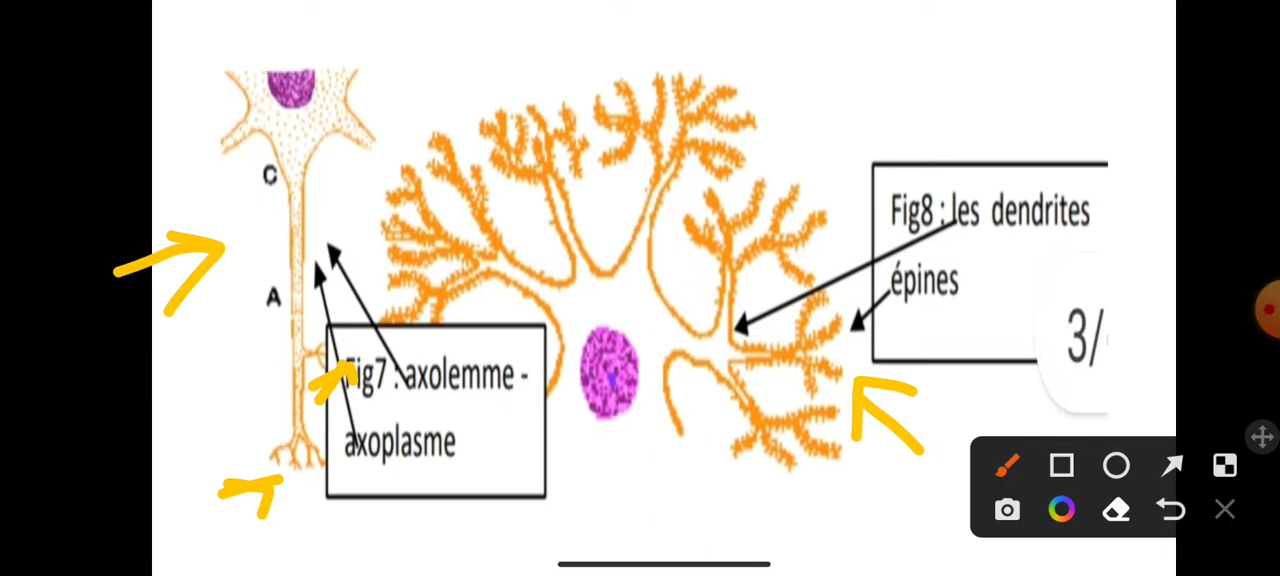 C
A
Fig7 : axolemme -
axoplasme
Fig8 : les dendrites
épines
3/